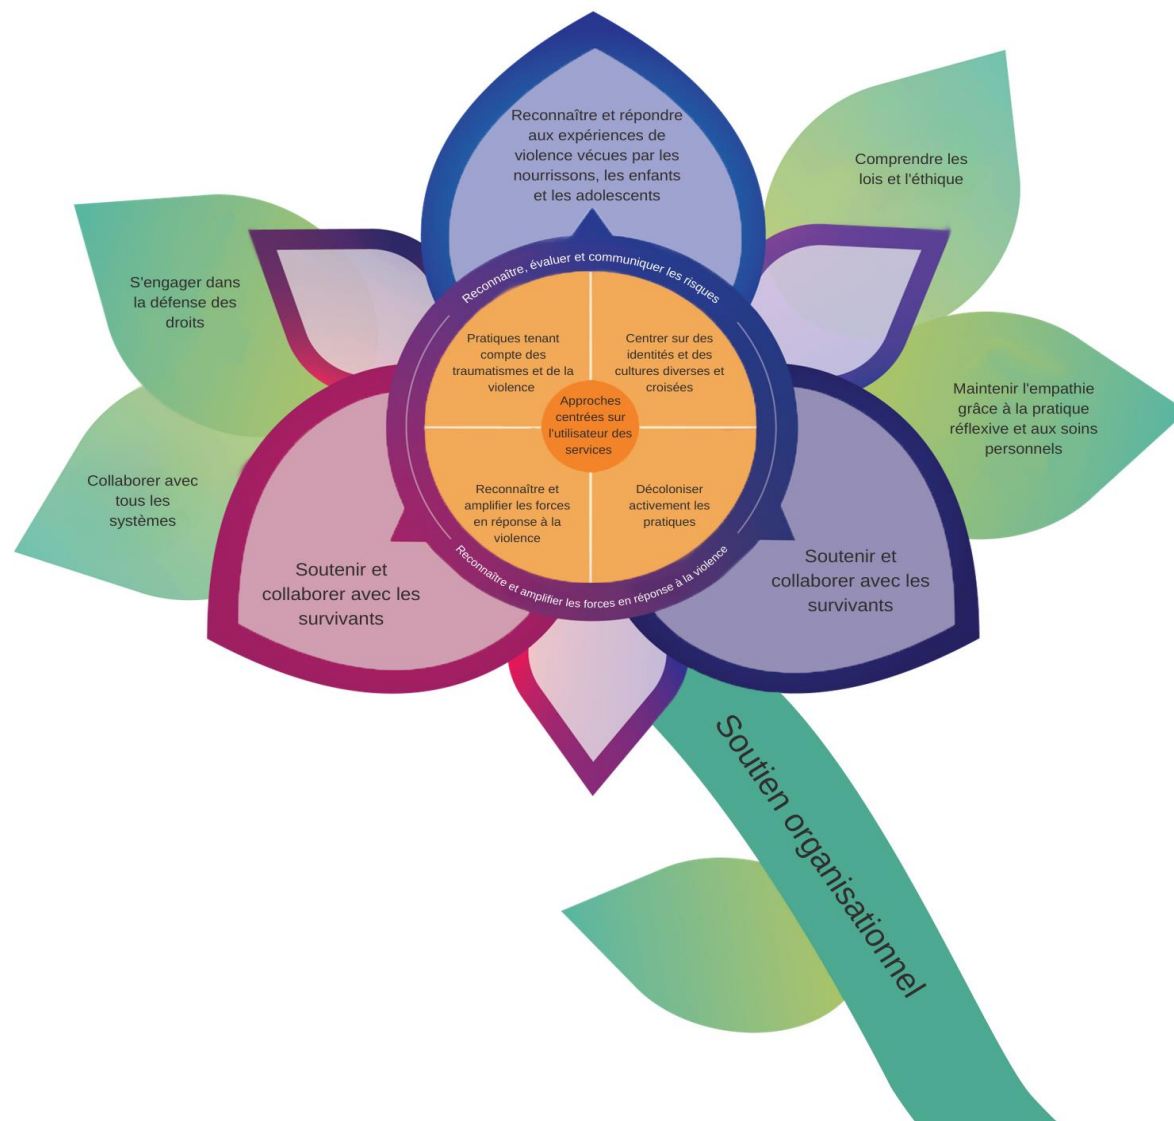 Reconnaître et répondre
aux expériences de
violence vécues par les
nourrissons, les enfants
et les adolescents
Comprendre les
lois et l'éthique
S'engager dans
la défense des
droits
Maintenir l'empathie
grâce à la pratique
réflexive et aux soins
personnels
Collaborer avec
tous les
systèmes
Reconnaître, évaluer et communiquer les risques
Pratiques tenant
compte des
traumatismes et de la
violence
Centrer sur des
identités et des
cultures diverses et
croisées
Approches
centrées sur
l'utilisateur des
services
Reconnaître et
amplifier les forces
en réponse à la
violence
Décoloniser
activement les
pratiques
Reconnaître et amplifier les forces en réponse à la violence
Soutenir et
collaborer avec les
survivants
Soutenir et
collaborer avec les
survivants
Soutien organisationnel